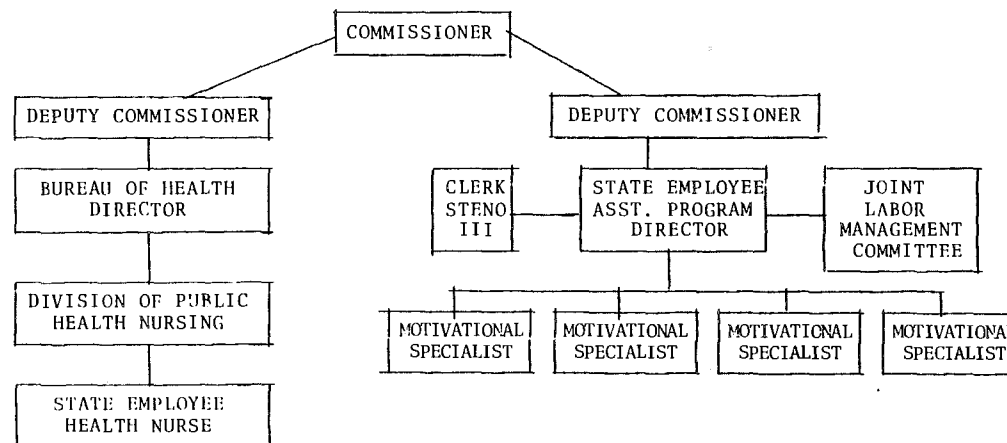 COMMISSIONER
DEPUTY COMMISSIONER
DEPUTY COMMISSIONER
BUREAU OF HEALTH
DIRECTOR
CLERK
STENO
III
STATE EMPLOYEE
ASST. PROGRAM
DIRECTOR
JOINT
LABOR
MANAGEMENT
COMMITTEE
DIVISION OF PUBLIC
HEALTH NURSING
MOTIVATIONAL
SPECIALIST
MOTIVATIONAL
SPECIALIST
MOTIVATIONAL
SPECIALIST
MOTIVATIONA
SPECIALIST
STATE EMPLOYEE
HEALTH NURSE